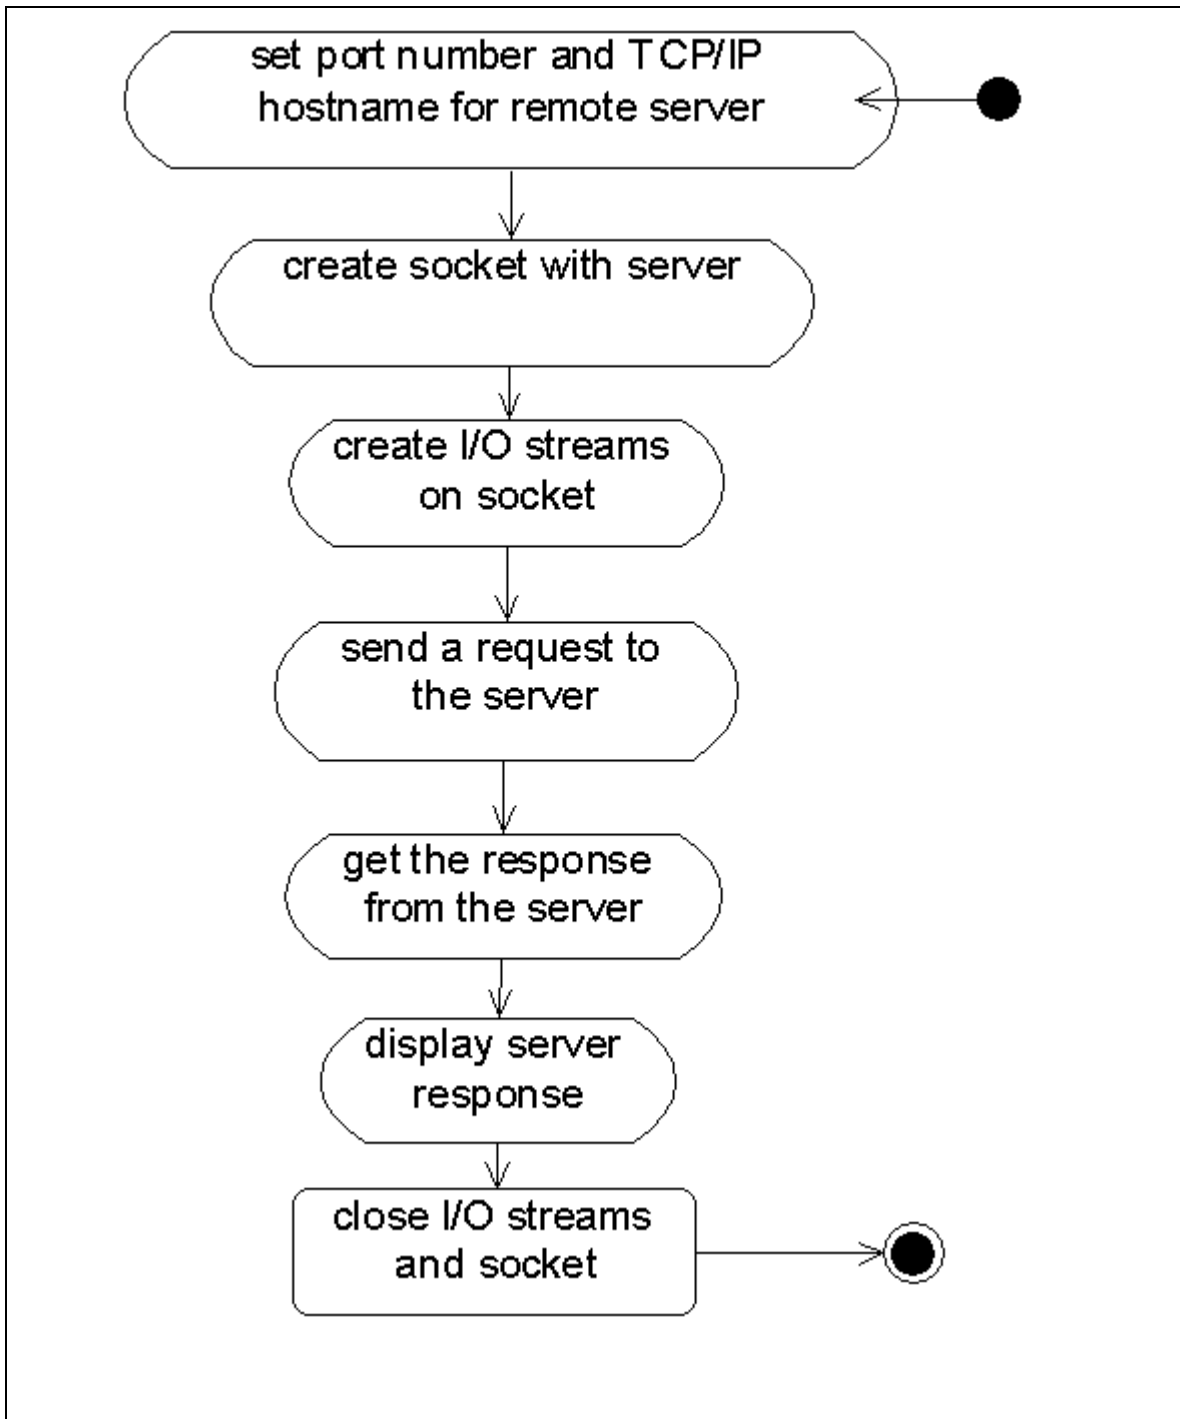 set port number and TCP/IP
hostname for remote server
create socket with server
create I/O streams
on socket
send a request to
the server
get the response
from the server
display server
response
close I/O streams
and socket